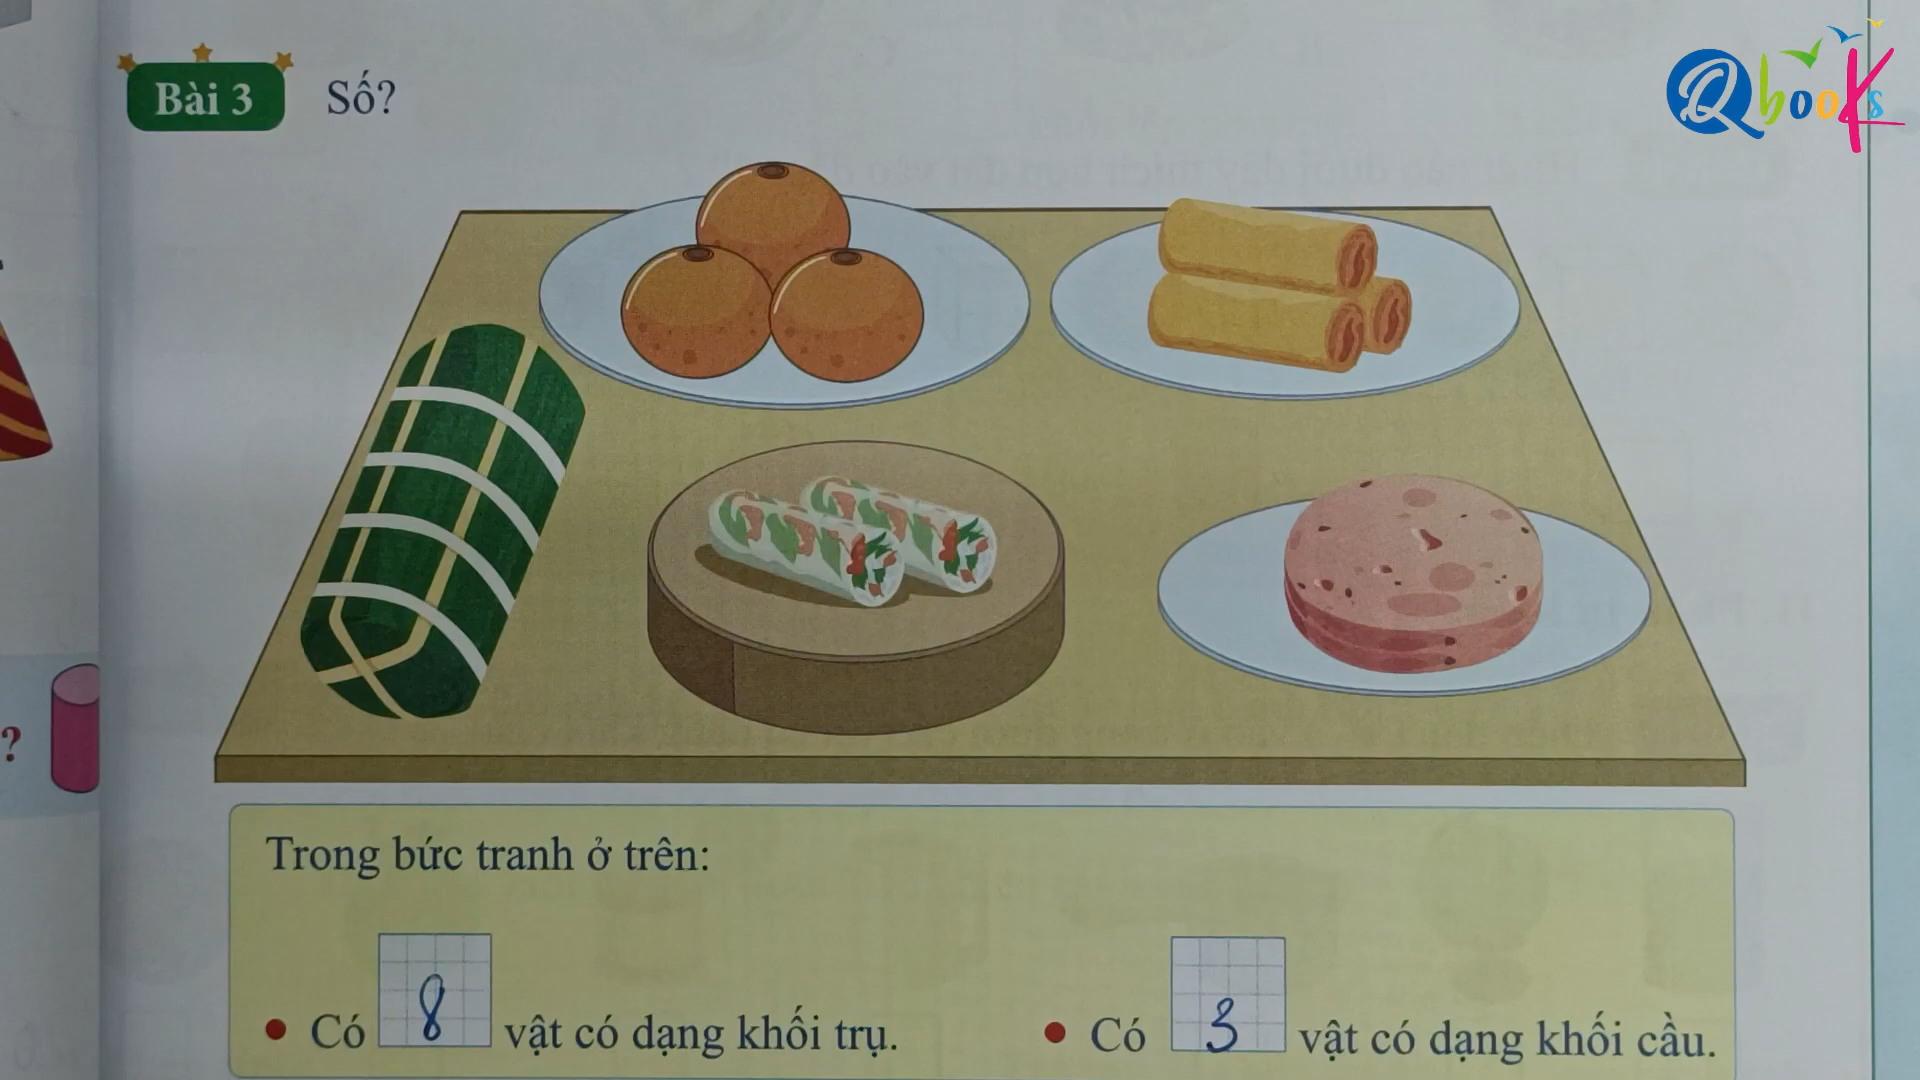 Qbooks
Bài 3 Số?
?
Trong bức tranh ở trên:
• Có 8 vật có dạng khối trụ.
• Có 3 vật có dạng khối cầu.